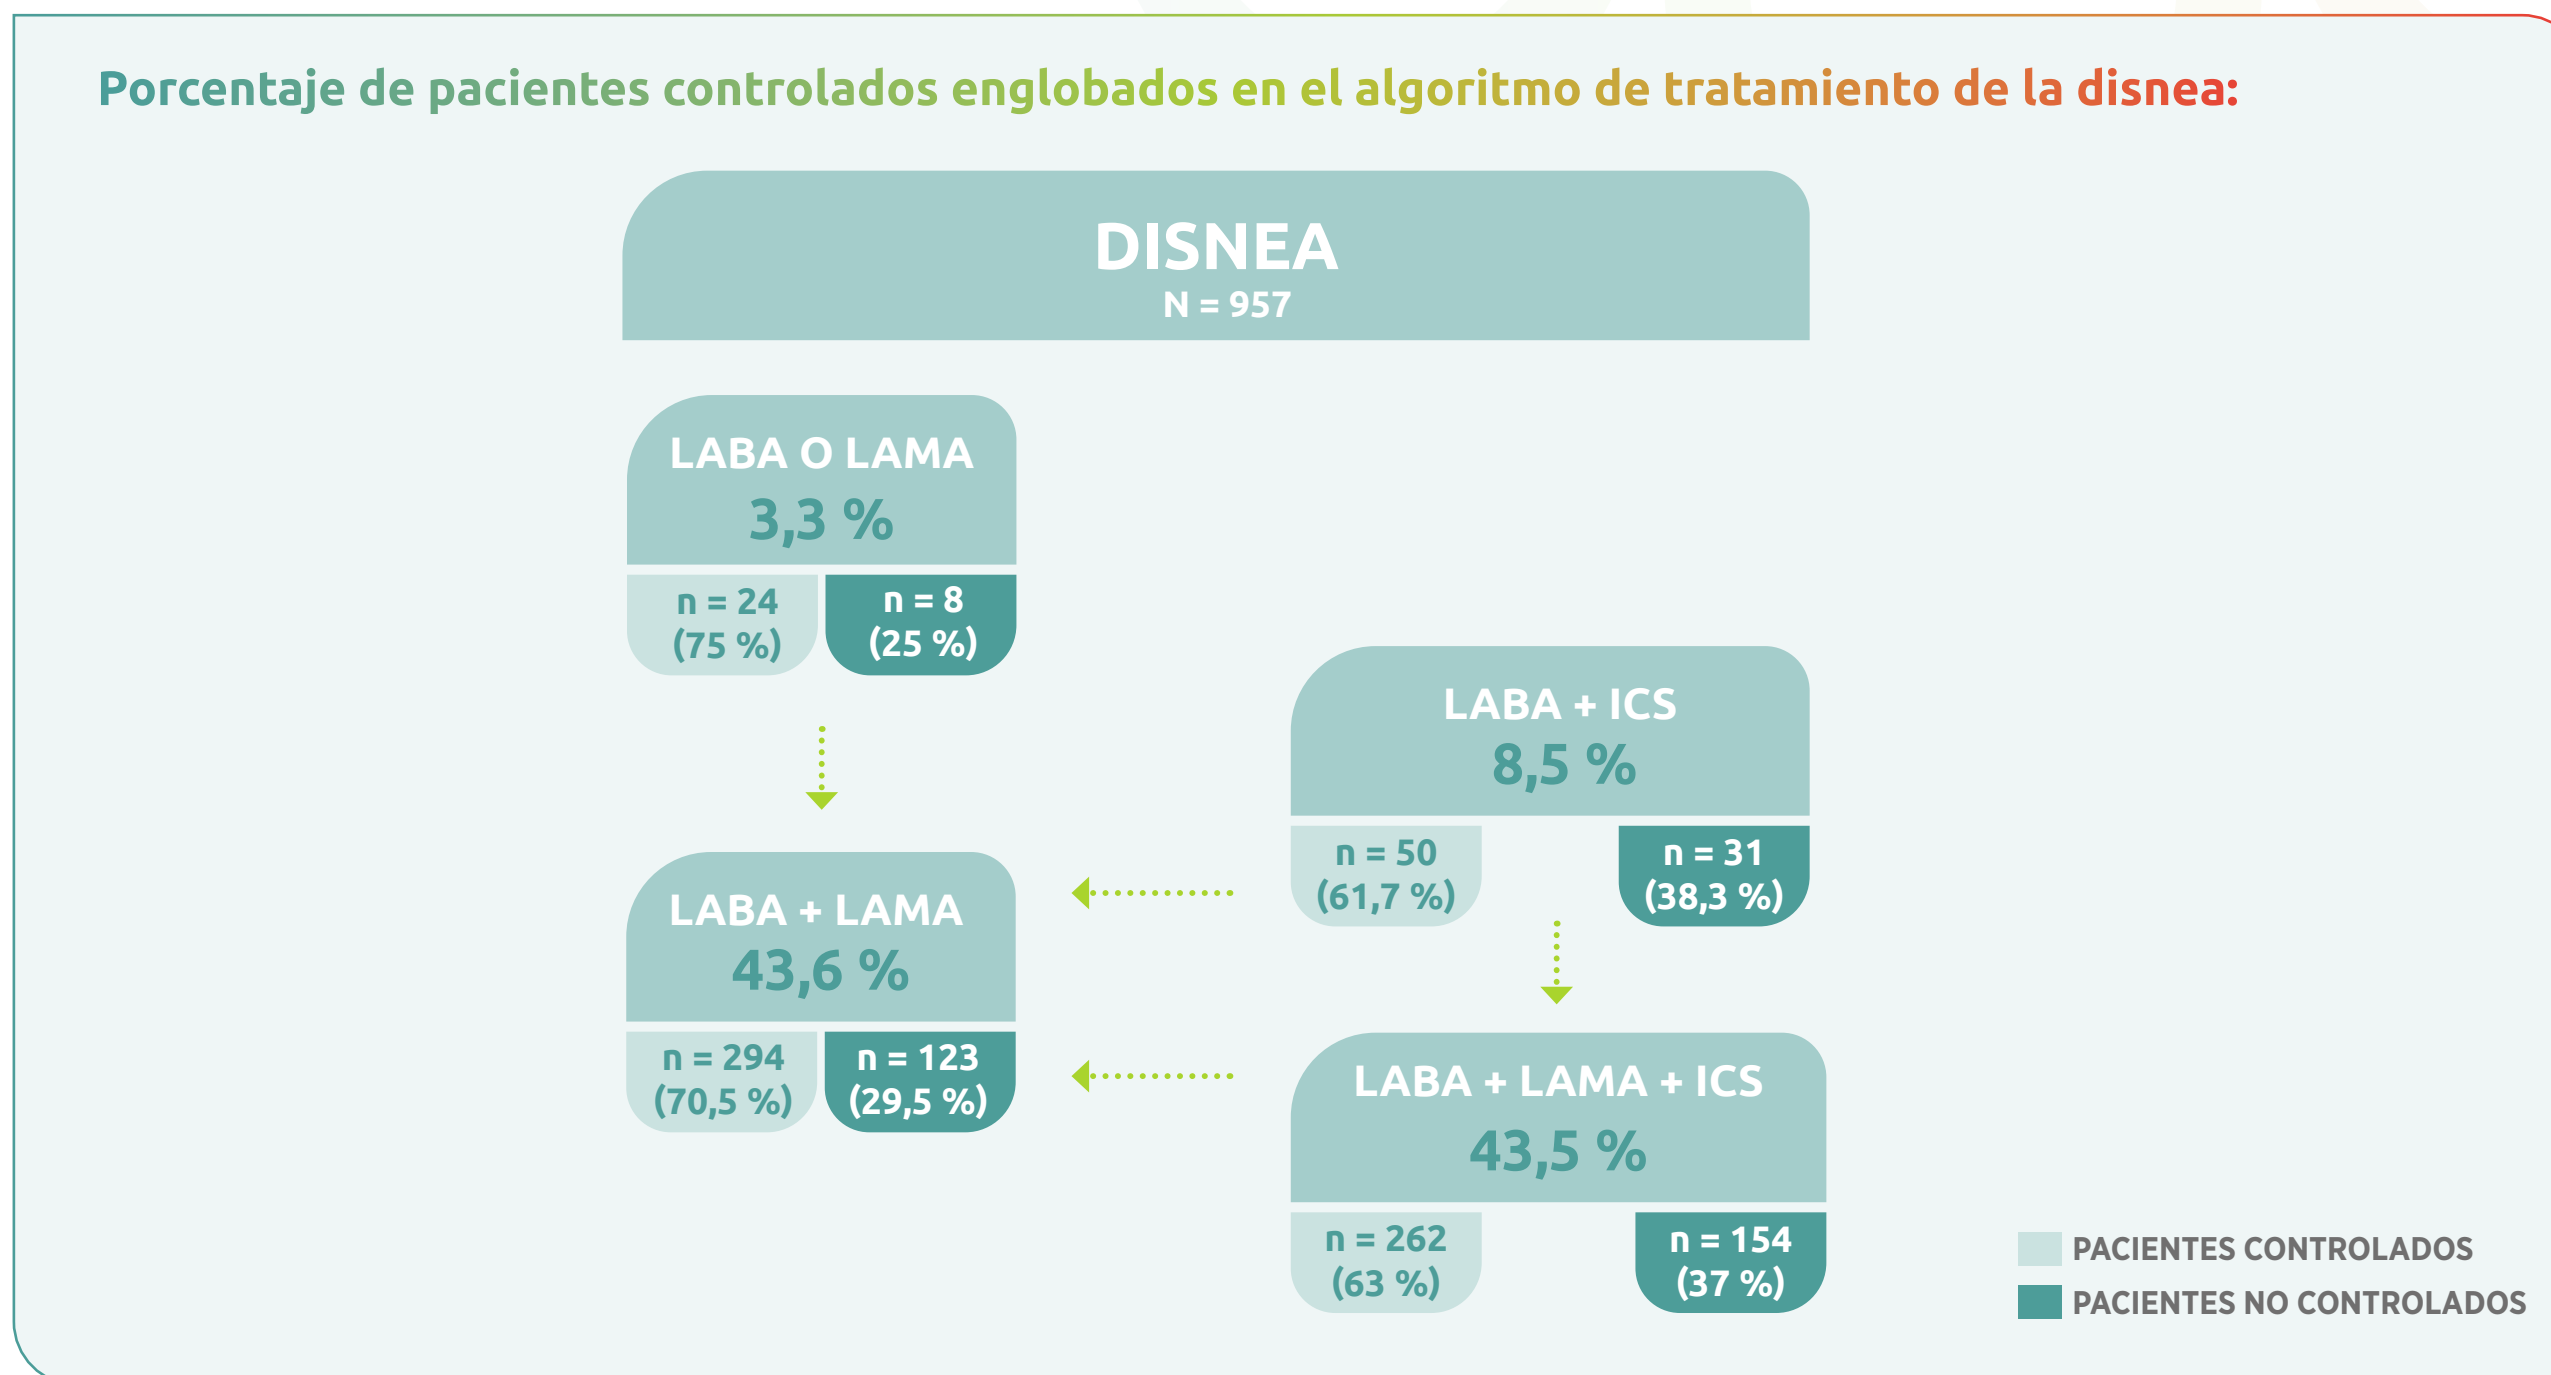 Porcentaje de pacientes controlados englobados en el algoritmo de tratamiento de la disnea:
DISNEA
N = 957
LABA O LAMA
3,3 %
n = 24
(75 %)
n = 8
(25 %)
LABA + ICS
8,5 %
n = 50
(61,7 %)
n = 31
(38,3 %)
LABA + LAMA
43,6 %
n = 294
(70,5 %)
n = 123
(29,5 %)
LABA + LAMA + ICS
43,5 %
n = 262
(63 %)
n = 154
(37 %)
PACIENTES CONTROLADOS
PACIENTES NO CONTROLADOS